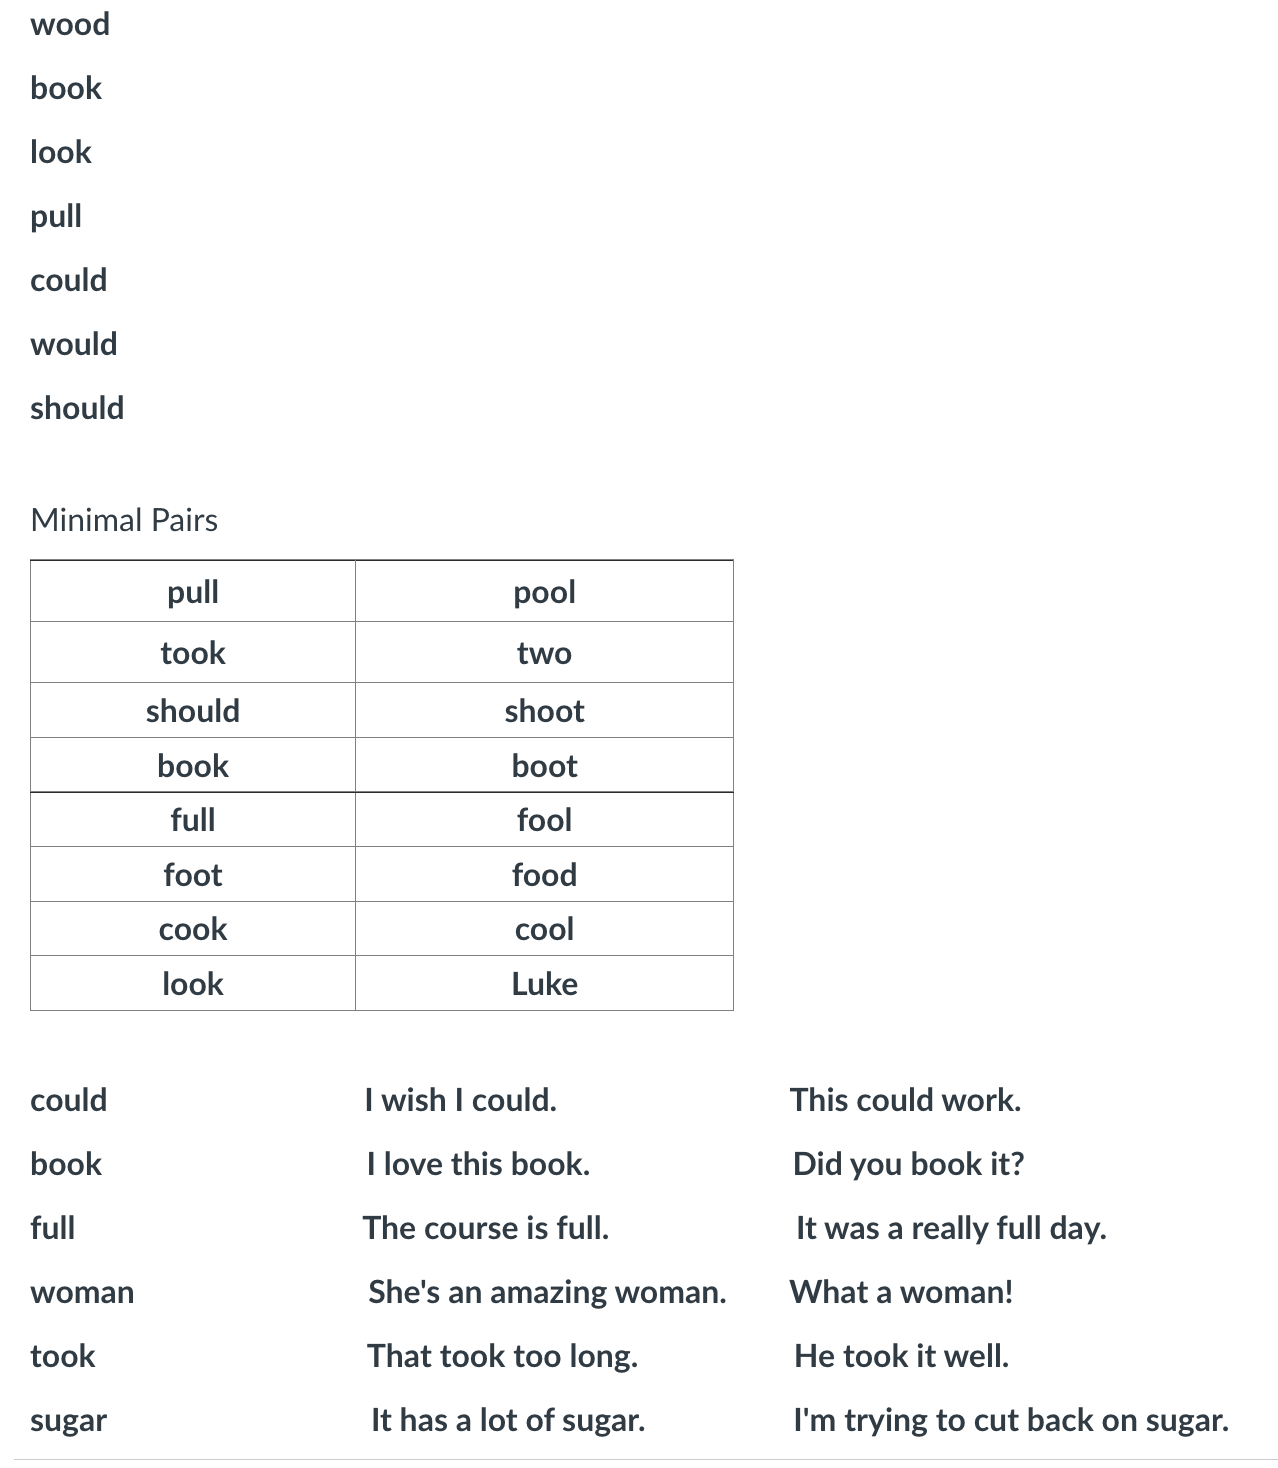 wood
book
look
pull
could
would
should
Minimal Pairs
pull pool
took two
should shoot
book boot
full fool
foot food
cook cool
look Luke
could I wish I could. This could work.
book I love this book. Did you book it?
full The course is full. It was a really full day.
woman She's an amazing woman. What a woman!
took That took too long. He took it well.
sugar It has a lot of sugar. I'm trying to cut back on sugar.